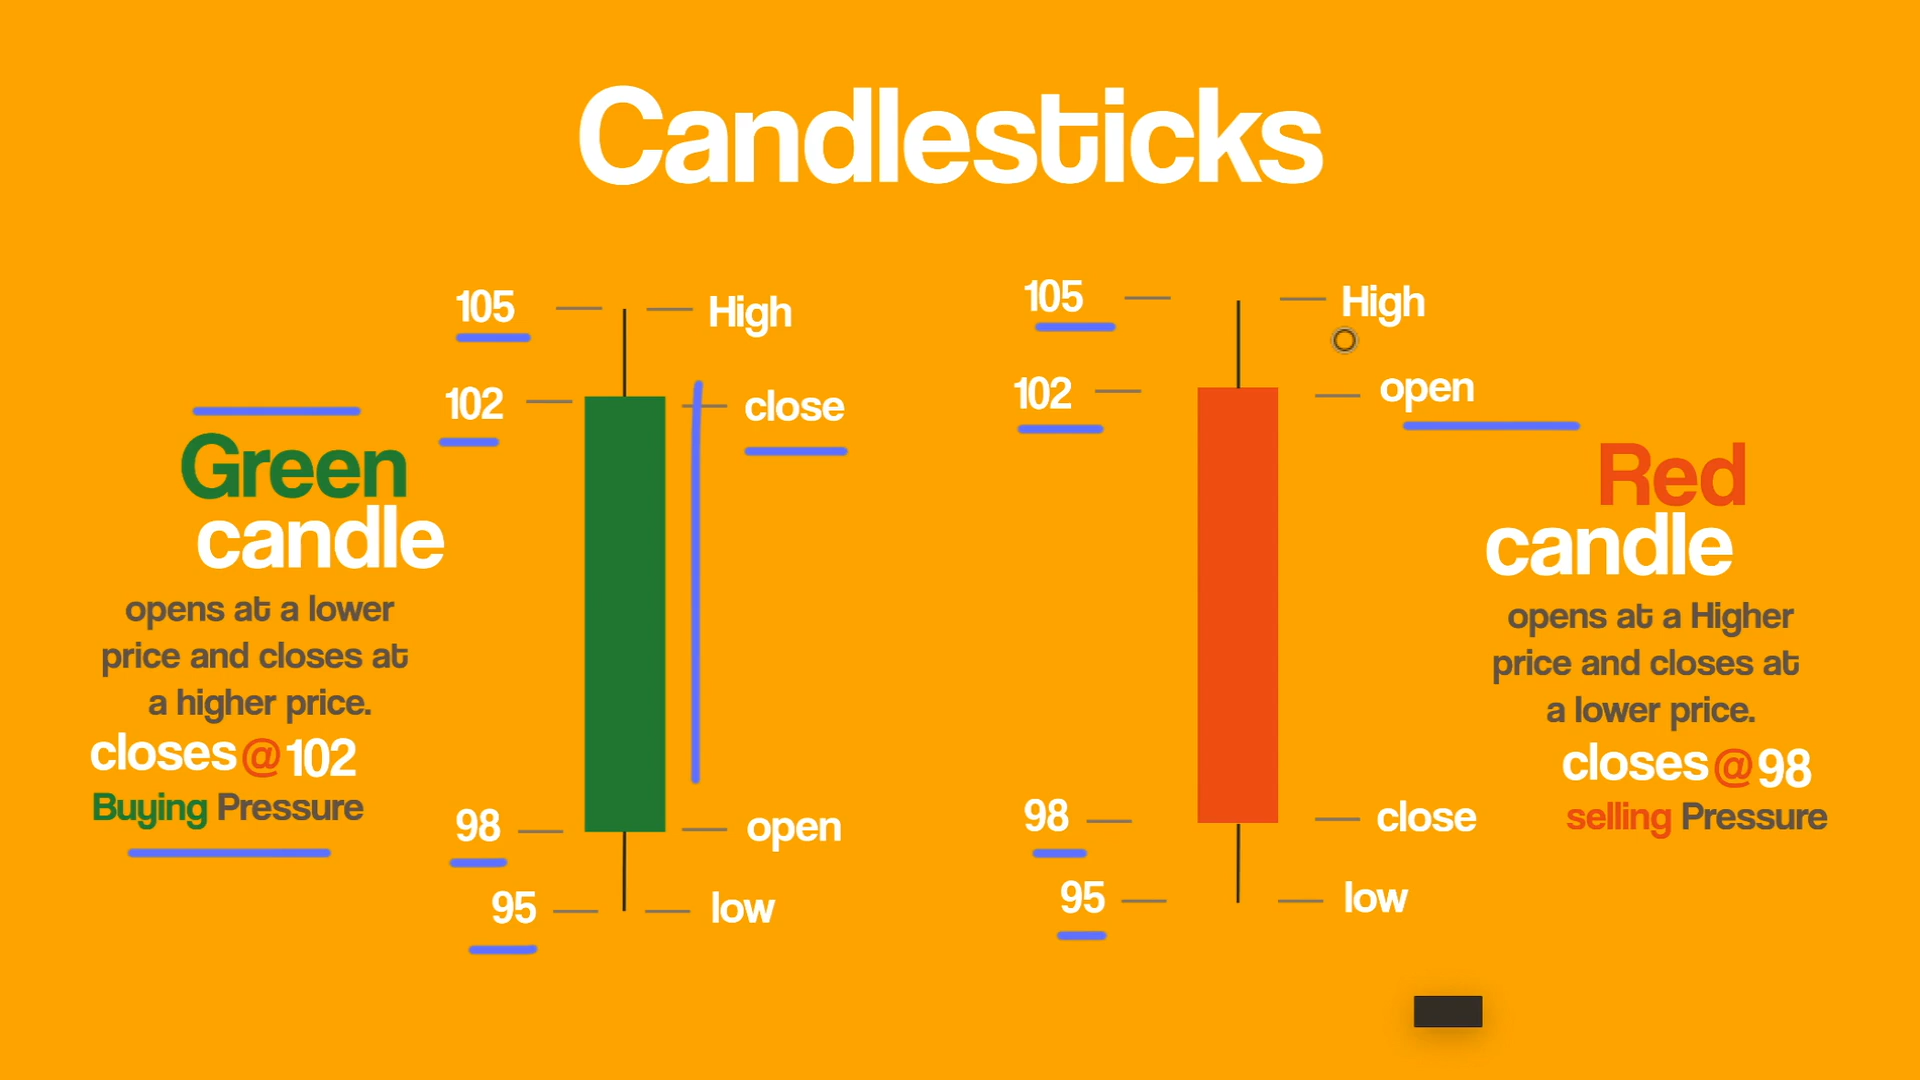 Candlesticks
105
High
102
close
Green
candle
opens at a lower
price and closes at
a higher price.
closes@102
Buying Pressure
98
open
95
low
105
High
102
open
Red
candle
opens at a Higher
price and closes at
a lower price.
closes@98
selling Pressure
98
close
95
low